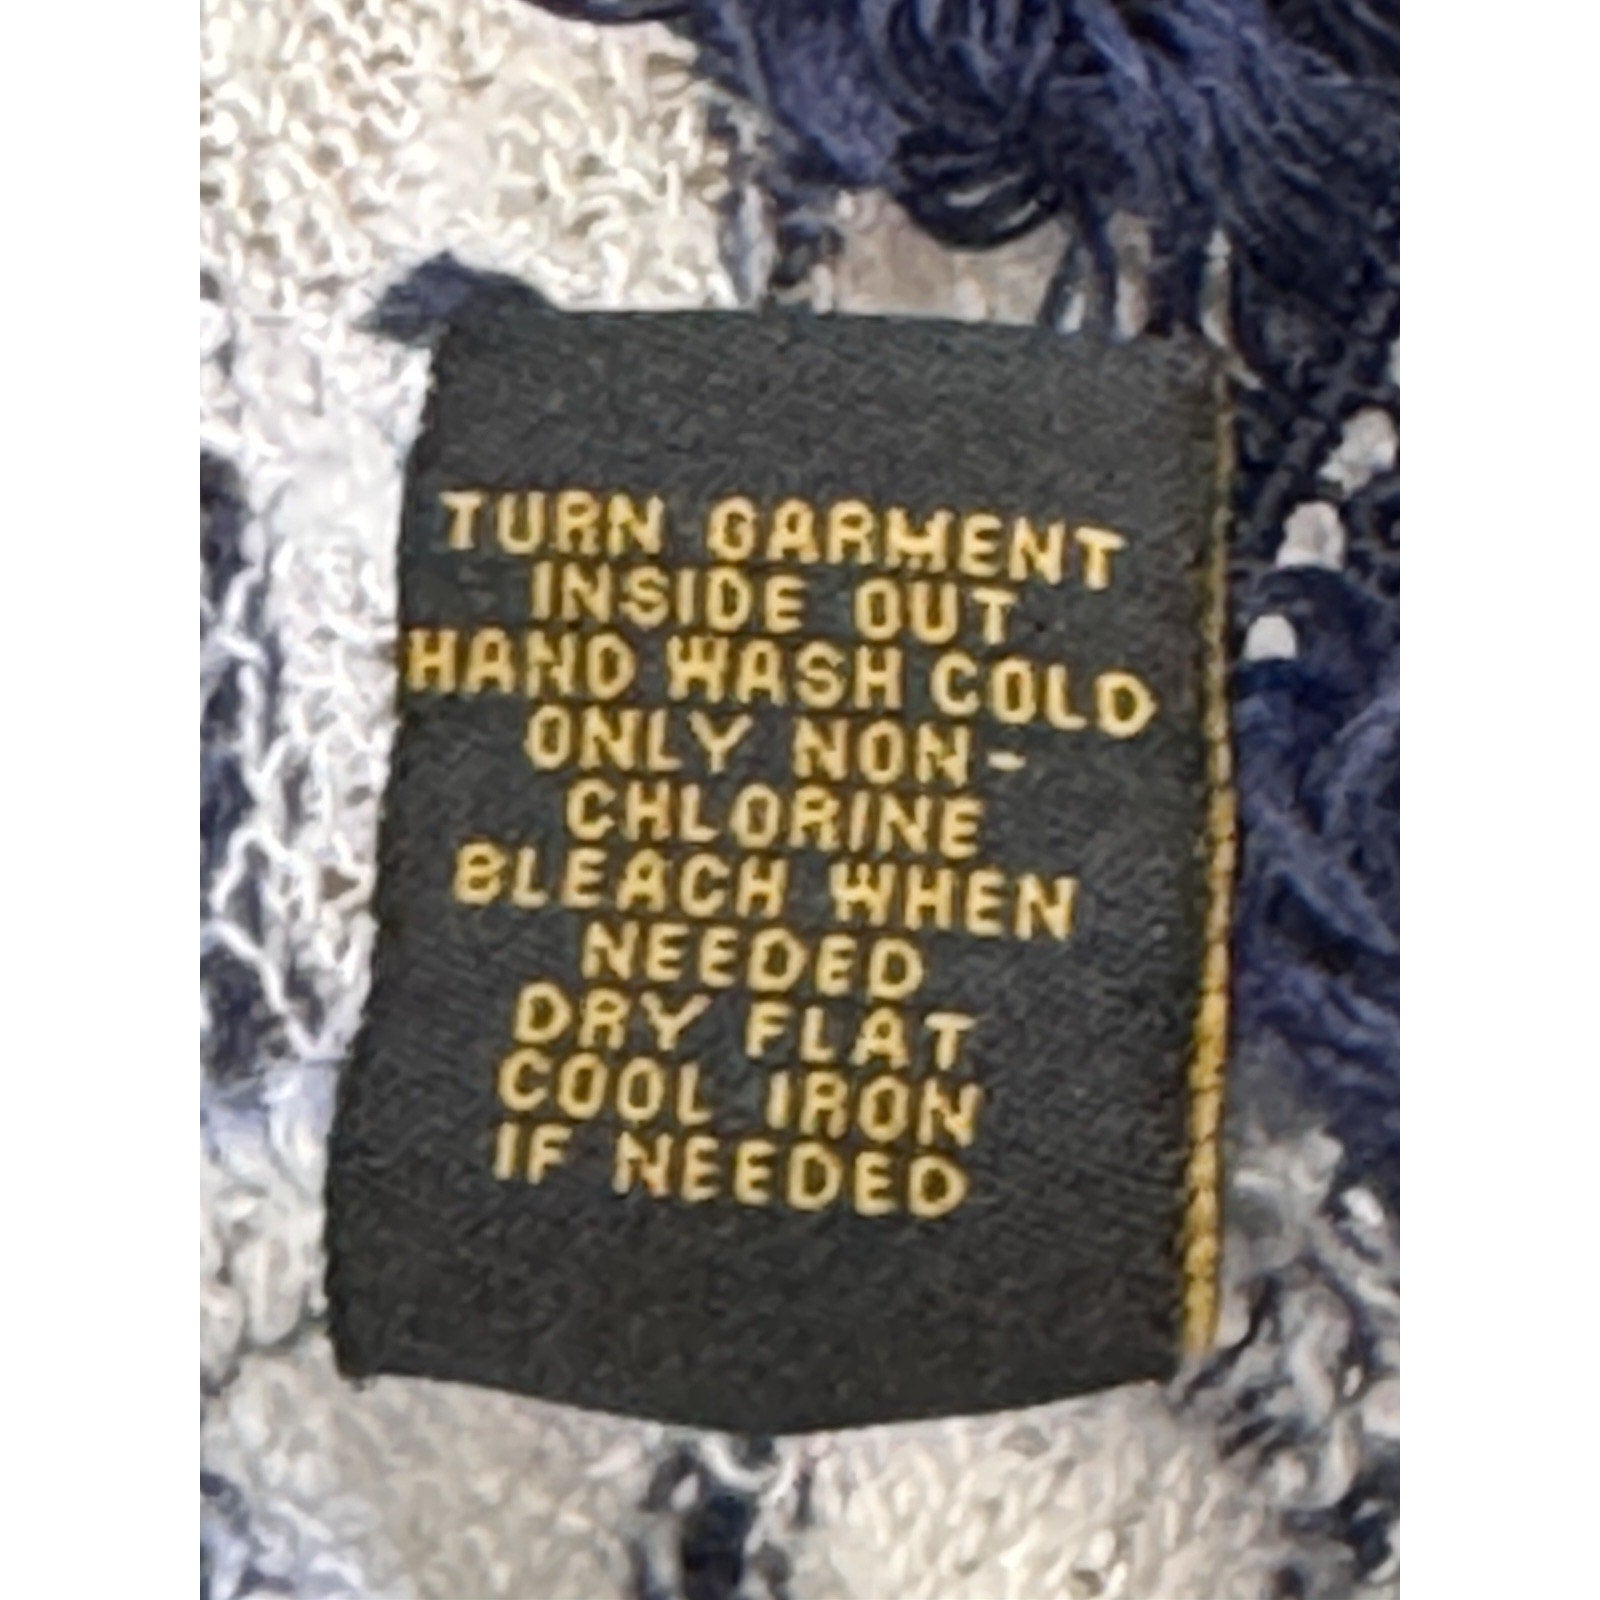 TURN GARMENT
INSIDE OUT
HAND WASH COLD
ONLY NON-
CHLORINE
BLEACH WHEN
NEEDED
DRY FLAT
COOL IRON
IF NEEDED